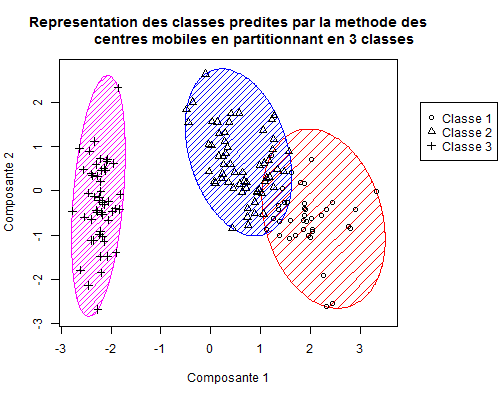 Representation des classes predites par la methode des
centres mobiles en partitionnant en 3 classes
Classe 1
Classe 2
Classe 3
Composante 2
2
1
0
-1
-2
-3
-3
-2
-1
0
1
2
3
Composante 1